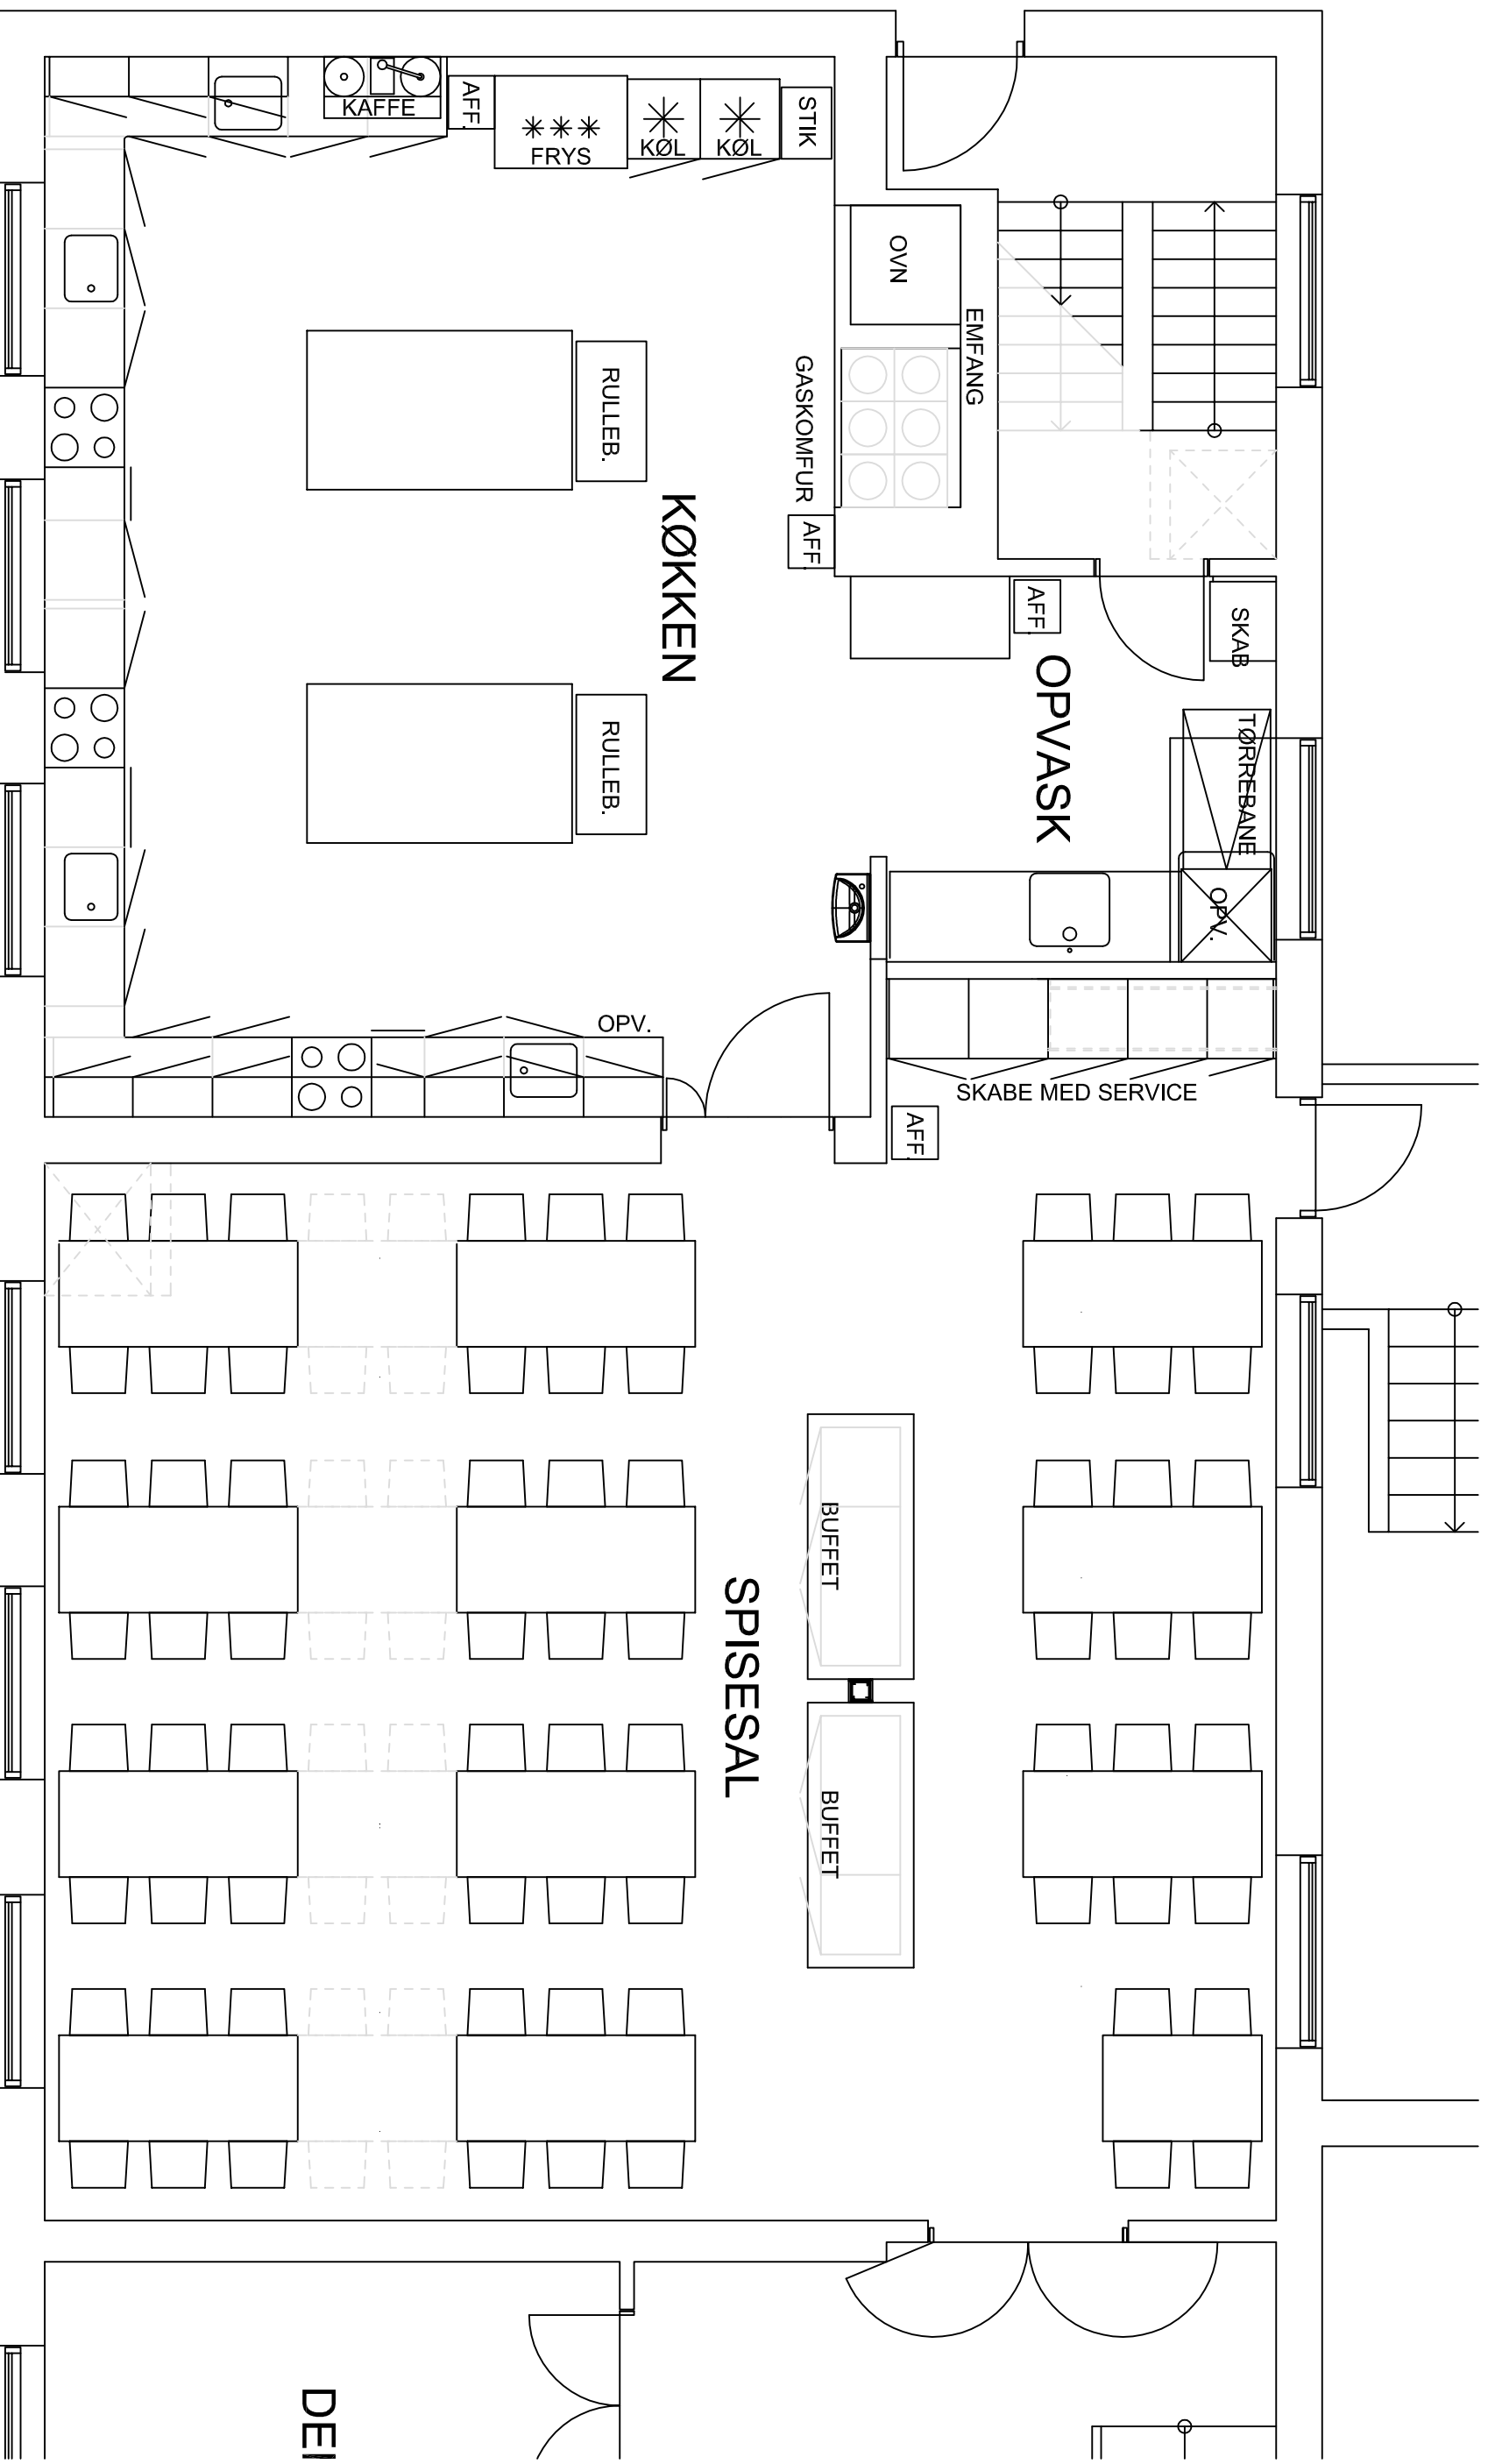 KAFFE
AFF.
FRYS
KØL
KØL
STIK
OVN
EMFANG
GASKOMFUR
AFF.
RULLEB.
KØKKEN
RULLEB.
AFF.
SKAB
OPVASK
TØRREBANE
OPV.
OPV.
SKABE MED SERVICE
AFF.
BUFFET
SPISESAL
BUFFET